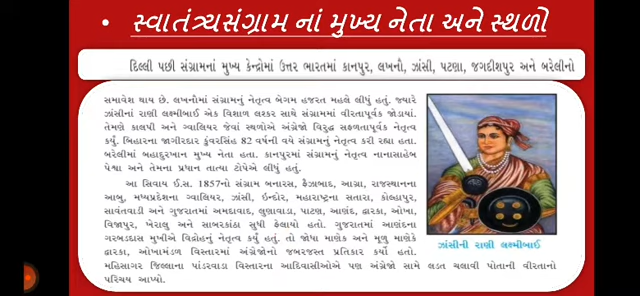 • સ્વાતંત્ર્યસંગ્રામ નાં મુખ્ય નેતા અને સ્થળો
દિલ્લી પછી સંગ્રામનાં મુખ્ય કેન્દ્રોમાં ઉત્તર ભારતમાં કાનપુર, લખનૌ, ઝાંસી, પટણા, જગદીશપુર અને બરેલીનો
સમાવેશ થાય છે. લખનૌમાં સંગ્રામનું નેતૃત્વ બેગમ હજરત મહલે લીધું હતું. જ્યારે
ઝાંસીનાં રાણી લક્ષ્મીબાઈ એક વિશાળ લશ્કર સાથે સંગ્રામમાં વીરતાપૂર્વક જોડાયાં.
તેમણે કાલપી અને ગ્વાલિયર જેવાં સ્થળોએ અંગ્રેજો વિરુદ્ધ સફળતાપૂર્વક નેતૃત્વ
કર્યું. બિહારના જાગીરદાર કુંવરસિંહ 82 વર્ષની વયે સંગ્રામનું નેતૃત્વ કરી રહ્યા હતા.
બરેલીમાં બહાદુરખાન મુખ્ય નેતા હતા. કાનપુરમાં સંગ્રામનું નેતૃત્વ નાનાસાહેબ
પેશ્વા અને તેમના પ્રધાન તાત્યા ટોપેએ લીધું હતું.
આ સિવાય ઈ.સ. 1857નો સંગ્રામ બનારસ, ફૈઝાબાદ, આગ્રા, રાજસ્થાનના
આબુ, મધ્યપ્રદેશના ગ્વાલિયર, ઝાંસી, ઇન્દોર, મહારાષ્ટ્રના સતારા, કોલ્હાપુર,
સાવંતવાડી અને ગુજરાતમાં અમદાવાદ, લુણાવાડા, પાટણ, આણંદ, દ્વારકા, ઓખા,
વિજાપુર, ખેરાલુ અને સાબરકાંઠા સુધી ફેલાયો હતો. ગુજરાતમાં આણંદના
ગરબડદાસ મુખીએ વિદ્રોહનું નેતૃત્વ કર્યું હતું. તો જોધા માણેક અને મૂળુ માણેકે
દ્વારકા, ઓખામંડળ વિસ્તારમાં અંગ્રેજોનો જબરજસ્ત પ્રતિકાર કર્યો હતો.
મહિસાગર જિલ્લાના પાંડરવાડા વિસ્તારના આદિવાસીઓએ પણ અંગ્રેજો સામે લડત ચલાવી પોતાની વીરતાનો
પરિચય આપ્યો.
ઝાંસીની રાણી લક્ષ્મીબાઈ